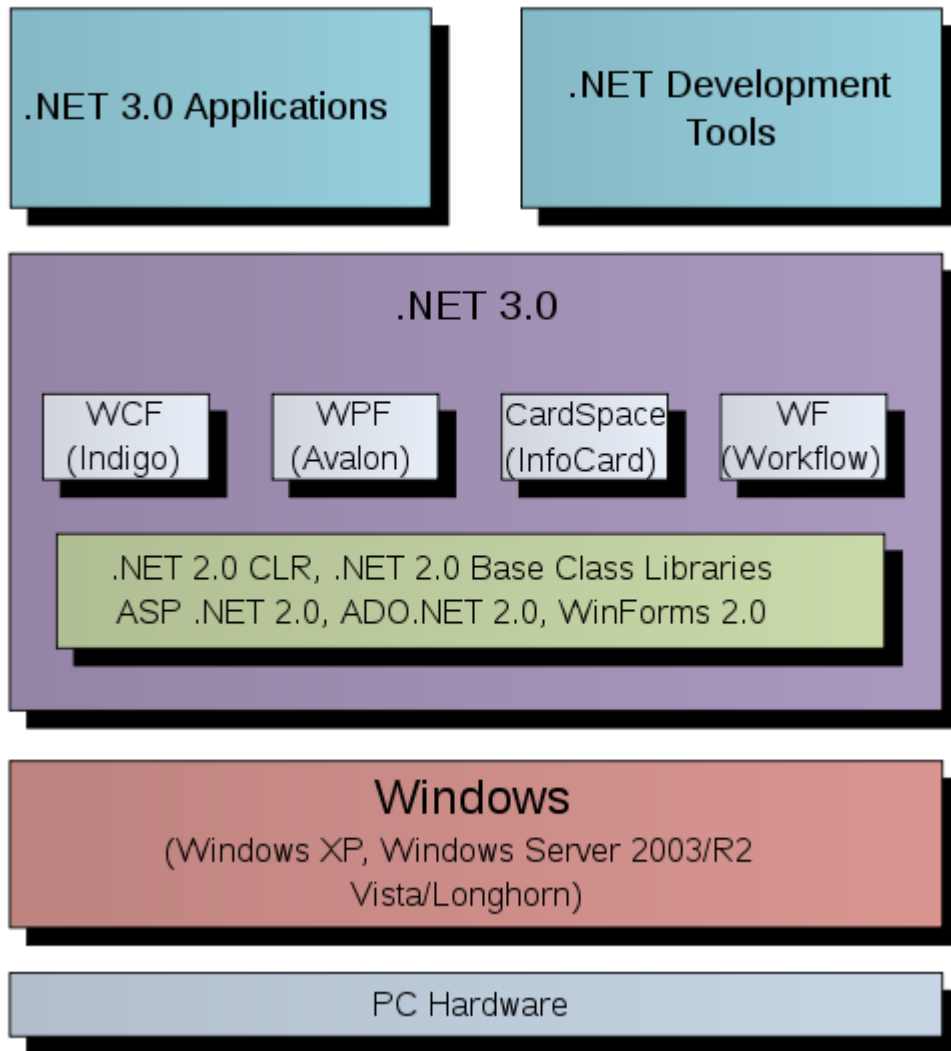 .NET 3.0 Applications
.NET Development
Tools
.NET 3.0
WCF
(Indigo)
WPF
(Avalon)
CardSpace
(InfoCard)
WF
(Workflow)
.NET 2.0 CLR, .NET 2.0 Base Class Libraries
ASP .NET 2.0, ADO.NET 2.0, WinForms 2.0
Windows
(Windows XP, Windows Server 2003/R2
Vista/Longhorn)
PC Hardware